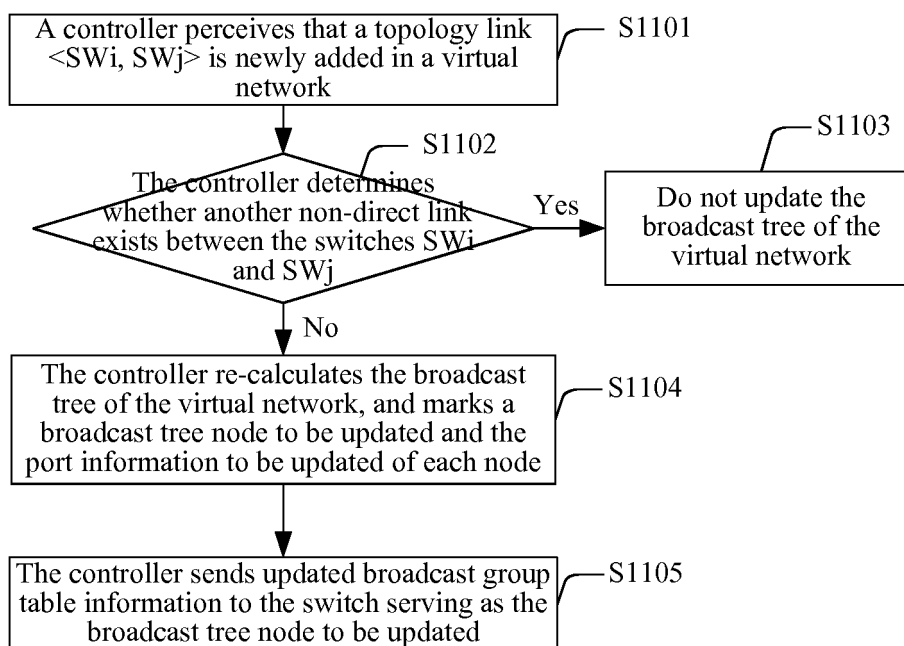 A controller perceives that a topology link
<SWi, SWj> is newly added in a virtual
network
S1101
S1102
The controller determines
whether another non-direct link
exists between the switches SWi
and SWj
Yes
S1103
Do not update the
broadcast tree of the
virtual network
No
The controller re-calculates the broadcast
tree of the virtual network, and marks a
broadcast tree node to be updated and the
port information to be updated of each node
S1104
The controller sends updated broadcast group
table information to the switch serving as the
broadcast tree node to be updated
S1105